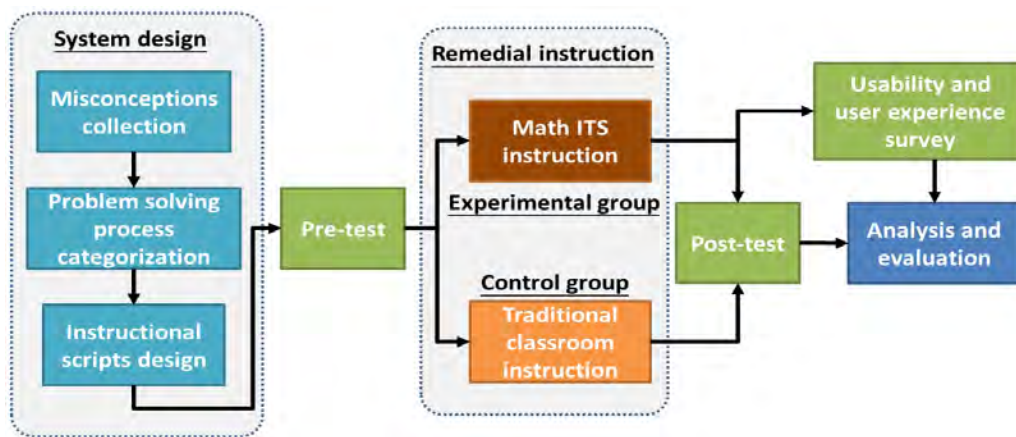 System design
Misconceptions
collection
Problem solving
process
categorization
Instructional
scripts design
Pre-test
Remedial instruction
Math ITS
instruction
Experimental group
Control group
Traditional
classroom
instruction
Usability and
user experience
survey
Post-test
Analysis and
evaluation